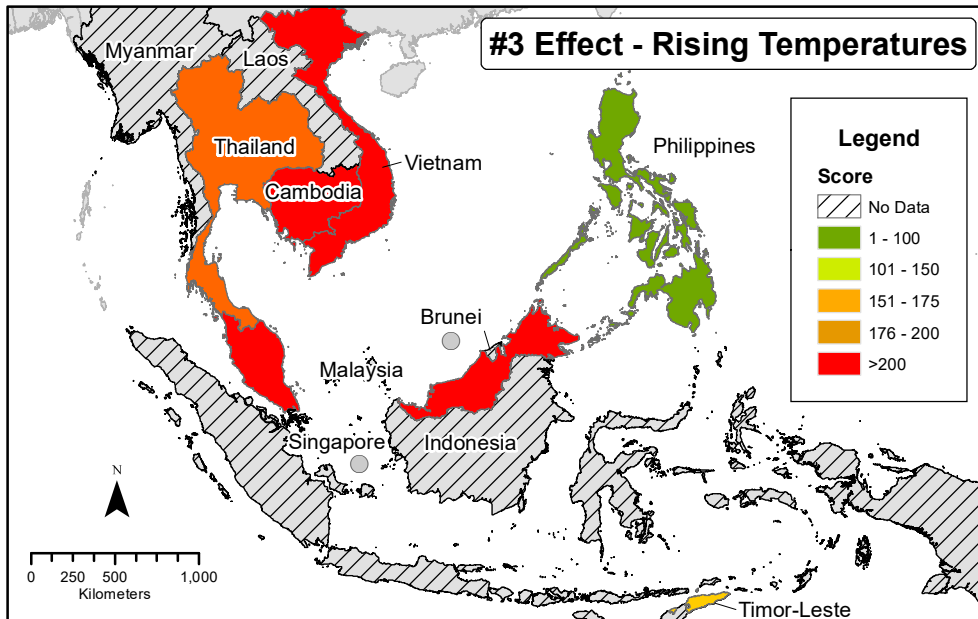 #3 Effect - Rising Temperatures
Myanmar
Laos
Thailand
Vietnam
Cambodia
Philippines
Legend
Score
No Data
1 - 100
101 - 150
151 - 175
176 - 200
>200
Brunei
Malaysia
Singapore
Indonesia
N
0 250 500 1,000
Kilometers
Timor-Leste